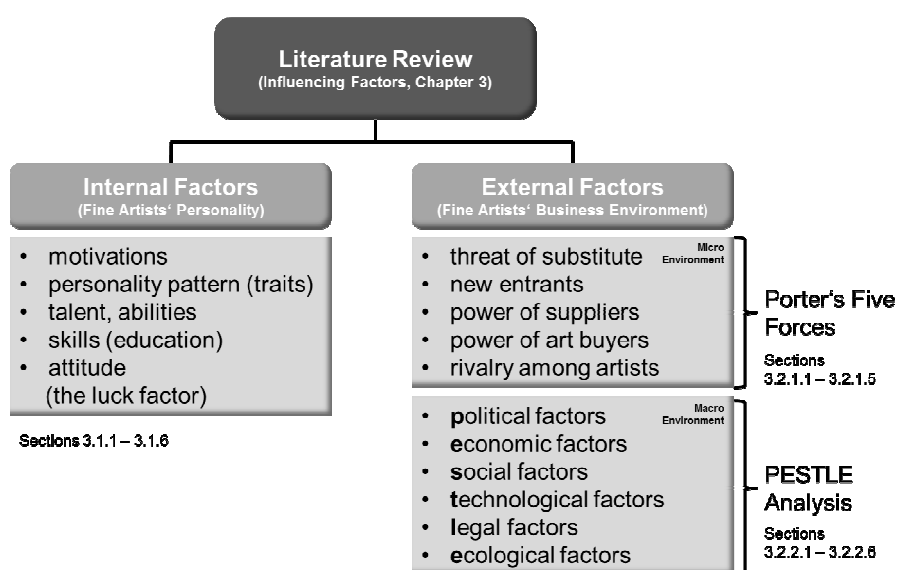 Literature Review
(Influencing Factors, Chapter 3)
Internal Factors
(Fine Artists‘ Personality)
• motivations
• personality pattern (traits)
• talent, abilities
• skills (education)
• attitude
(the luck factor)
Sections 3.1.1 – 3.1.6
External Factors
(Fine Artists‘ Business Environment)
Micro
Environment
• threat of substitute
• new entrants
• power of suppliers
• power of art buyers
• rivalry among artists
Porter‘s Five
Forces
Sections
3.2.1.1 – 3.2.1.5
Macro
Environment
• political factors
• economic factors
• social factors
• technological factors
• legal factors
• ecological factors
PESTLE
Analysis
Sections
3.2.2.1 – 3.2.2.6